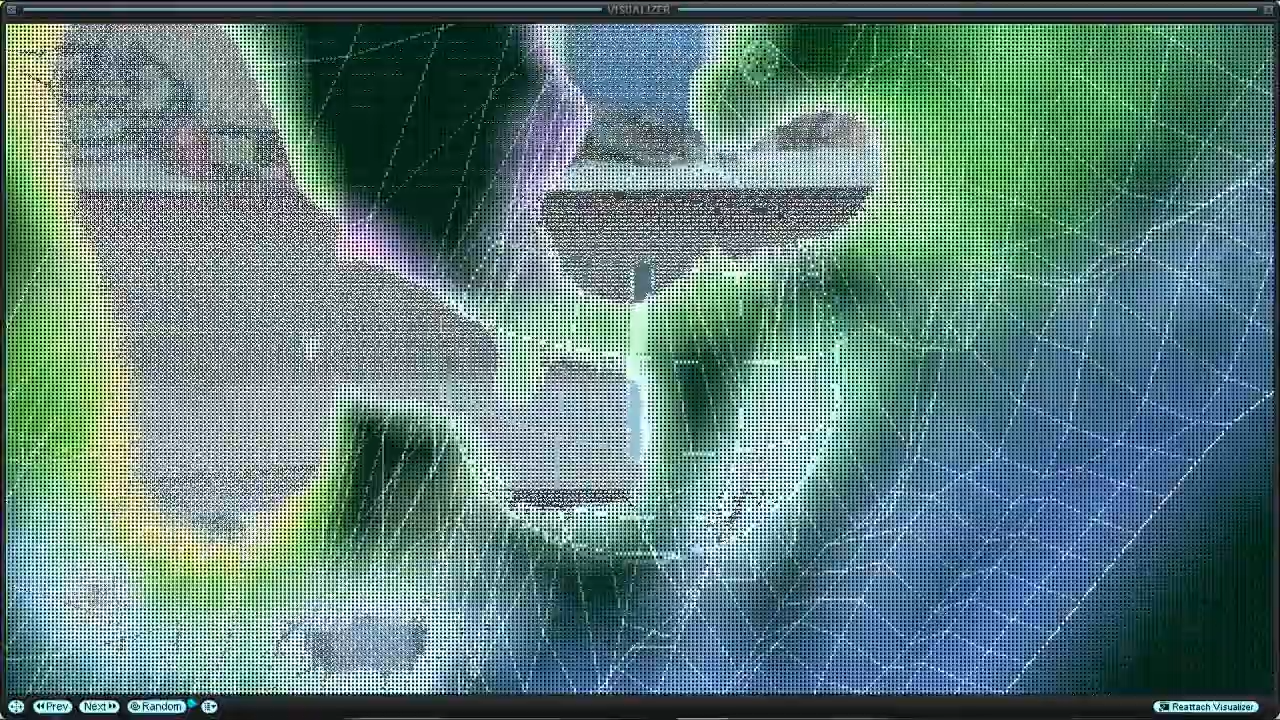 VISUALIZER
Prev
Next
Random
Reattach Visualizer